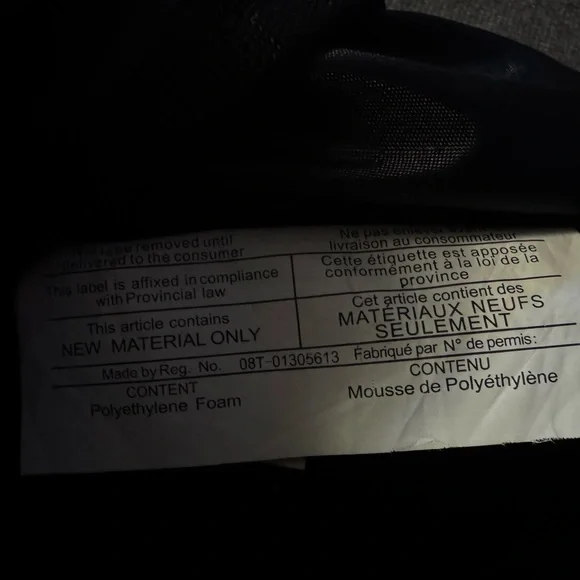 removed until
delivered to the consumer
This label is affixed in compliance
with Provincial law
This article contains
NEW MATERIAL ONLY
Ne pas enlever avant
livraison au consommateur
Cette étiquette est apposée
conformément à la loi de la
province
Cet article contient des
MATÉRIAUX NEUFS
SEULEMENT
Made by Reg. No. 08T-01305613 Fabriqué par N° de permis:
CONTENT
Polyethylene Foam
CONTENU
Mousse de Polyéthylène